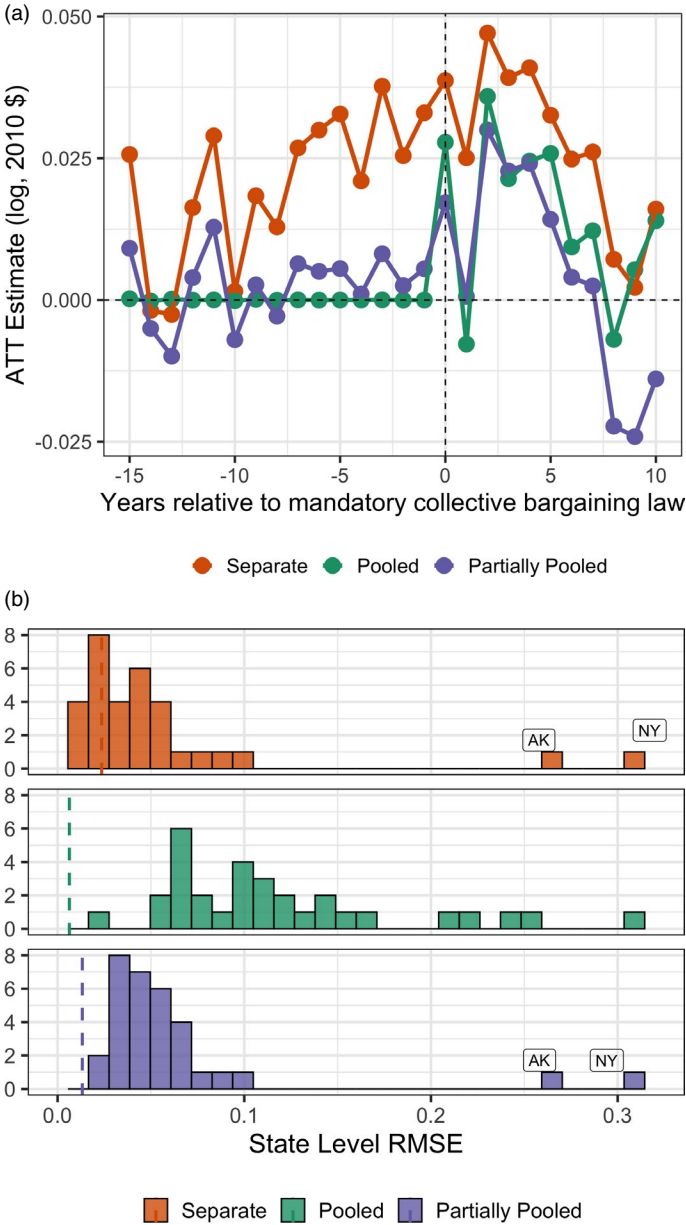 (a)
ATT Estimate (log, 2010 $)
0.050
0.025
0.000
-0.025
-15 -10 -5 0 5 10
Years relative to mandatory collective bargaining law
Separate Pooled Partially Pooled
(b)
8
6
4
2
0
AK NY
8
6
4
2
0
8
6
4
2
0
AK NY
0.0 0.1 0.2 0.3
State Level RMSE
Separate Pooled Partially Pooled